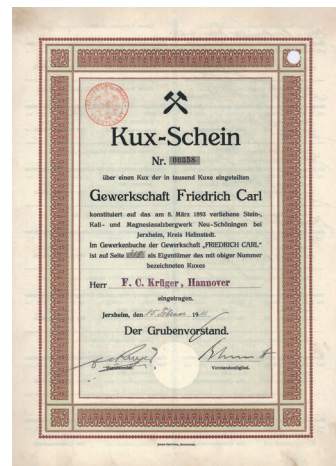 Kux-Schein
Nr. 00358
über einen Kux der in tausend Kuxe eingeteilten
Gewerkschaft Friedrich Carl
konstituiert auf das am 8. März 1893 verliehene Stein-,
Kali- und Magnesiasalzbergwerk Neu-Schöningen bei
Jerxheim, Kreis Helmstedt.
Im Gewerkenbuche der Gewerkschaft „FRIEDRICH CARL“
ist auf Seite als Eigentümer des mit obiger Nummer
bezeichneten Kuxes
Herr F. C. Krüger, Hannover
eingetragen.
Jerxheim, den 15. Februar 19
Der Grubenvorstand.
Vorstandsmitglied.